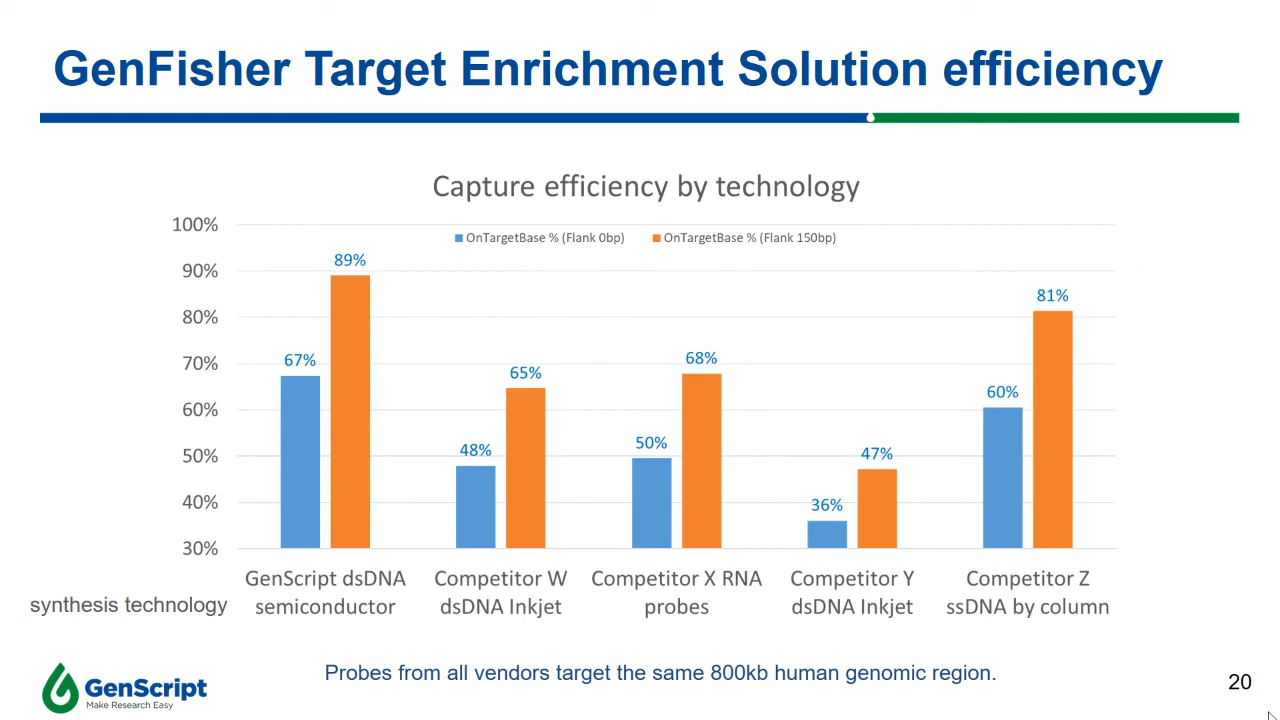 GenFisher Target Enrichment Solution efficiency
Capture efficiency by technology
OnTargetBase % (Flank 0bp) OnTargetBase % (Flank 150bp)
100%
90%
80%
70%
60%
50%
40%
30%
67%
89%
48%
65%
50%
68%
36%
47%
60%
81%
synthesis technology
GenScript dsDNA
semiconductor
Competitor W
dsDNA Inkjet
Competitor X RNA
probes
Competitor Y
dsDNA Inkjet
Competitor Z
ssDNA by column
Probes from all vendors target the same 800kb human genomic region.
GenScript
Make Research Easy
20